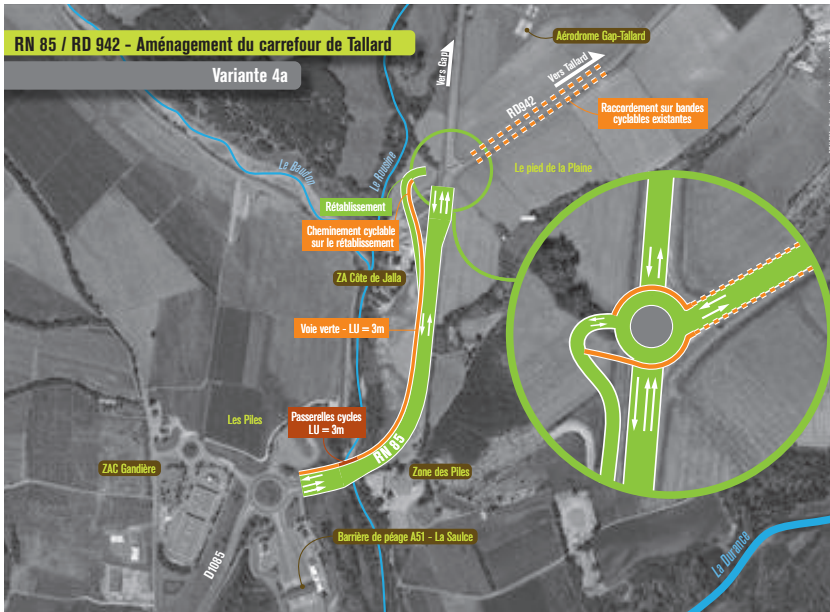 RN 85 / RD 942 - Aménagement du carrefour de Tallard
Variante 4a
Aérodrome Gap-Tallard
Vers Gap
Vers Tallard
RD942
Raccordement sur bandes
cyclables existantes
Le Baudon
Le Rousine
Le pied de la Plaine
Rétablissement
Cheminement cyclable
sur le rétablissement
ZA Côte de Jalla
Voie verte - LU = 3m
Les Piles
Passerelles cycles
LU = 3m
RN 85
ZAC Gandière
Zone des Piles
Barrière de péage A51 - La Saulce
D1085
La Durance